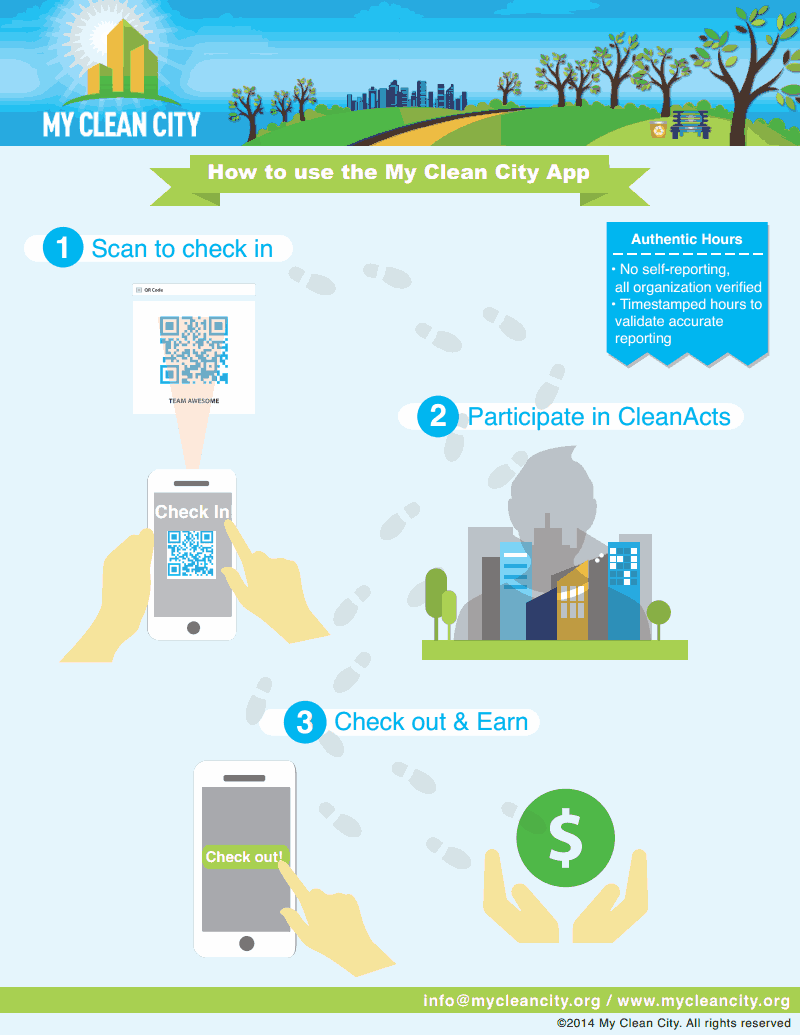 MY CLEAN CITY
How to use the My Clean City App
1 Scan to check in
Authentic Hours
• No self-reporting,
all organization verified
• Timestamped hours to
validate accurate
reporting
QR Code
TEAM AWESOME
Check In!
2 Participate in CleanActs
3 Check out & Earn
Check out!
$
info@mycleancity.org / www.mycleancity.org
©2014 My Clean City. All rights reserved